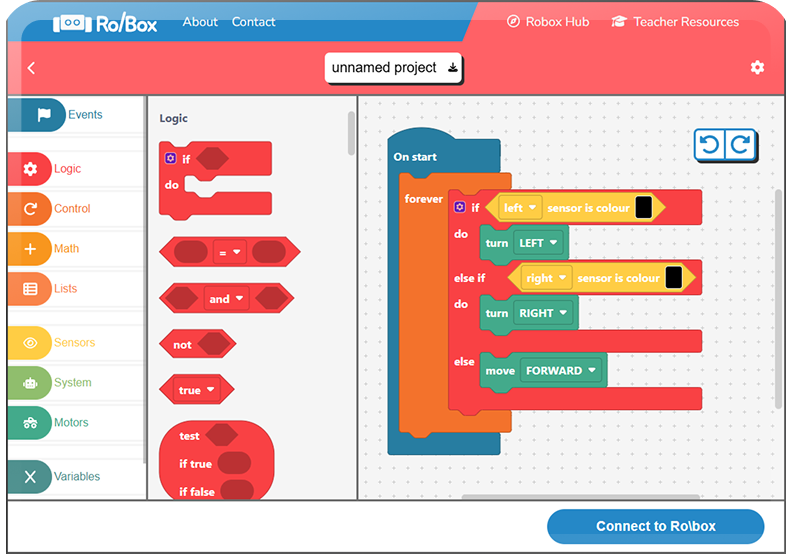 Ro/Box About Contact Robox Hub Teacher Resources
unnamed project
Events
Logic
Control
Math
Lists
Sensors
System
Motors
Variables
Logic
if
do
=
and
not
true
test
if true
if false
On start
forever
if left sensor is colour
do
turn LEFT
else if right sensor is colour
do
turn RIGHT
else
move FORWARD
Connect to Ro\box